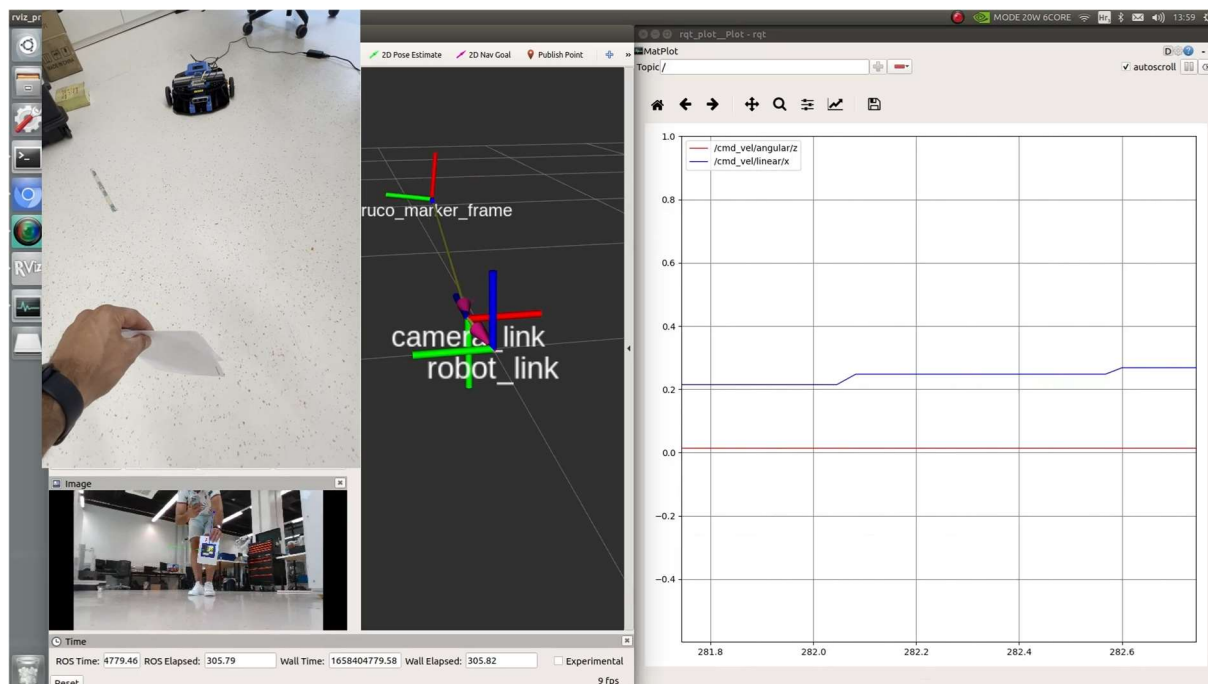 rviz_pr
MODE 20W 6CORE
Hr
13:59
rqt_plot__Plot - rqt
2D Pose Estimate
2D Nav Goal
Publish Point
»
MatPlot
D
Topic /
autoscroll
1.0
/cmd_vel/angular/z
/cmd_vel/linear/x
0.8
0.6
0.4
0.2
0.0
−0.2
−0.4
281.8
282.0
282.2
282.4
282.6
RViz
ruco_marker_frame
camera_link
robot_link
Image
Time
ROS Time: 4779.46 ROS Elapsed: 305.79 Wall Time: 1658404779.58 Wall Elapsed: 305.82 Experimental
Reset
9 fps